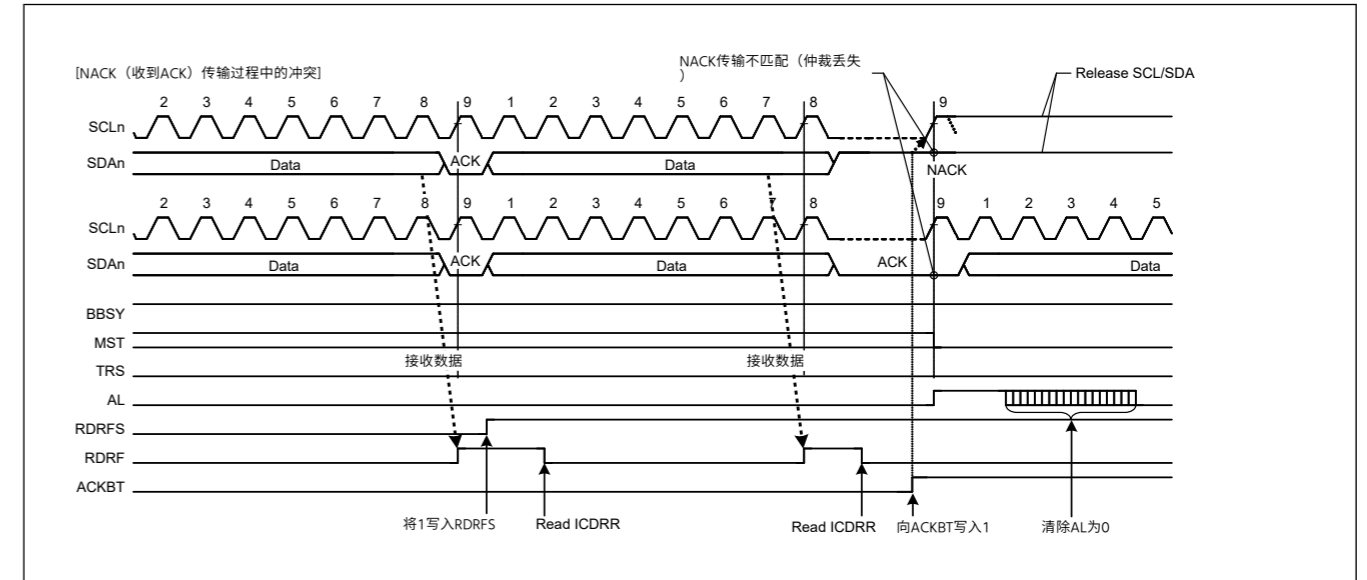 [NACK（收到ACK）传输过程中的冲突]
NACK传输不匹配（仲裁丢失
）
Release SCL/SDA
2 3 4 5 6 7 8 9 1 2 3 4 5 6 7 8 9
SCLn
SDAn Data ACK Data NACK
2 3 4 5 6 7 8 9 1 2 3 4 5 6 7 8 9 1 2 3 4 5
SCLn
SDAn Data ACK Data ACK Data
BBSY
MST
接收数据 接收数据
TRS
AL
RDRFS
RDRF
ACKBT
将1写入RDRFS Read ICDRR Read ICDRR 向ACKBT写入1 清除AL为0